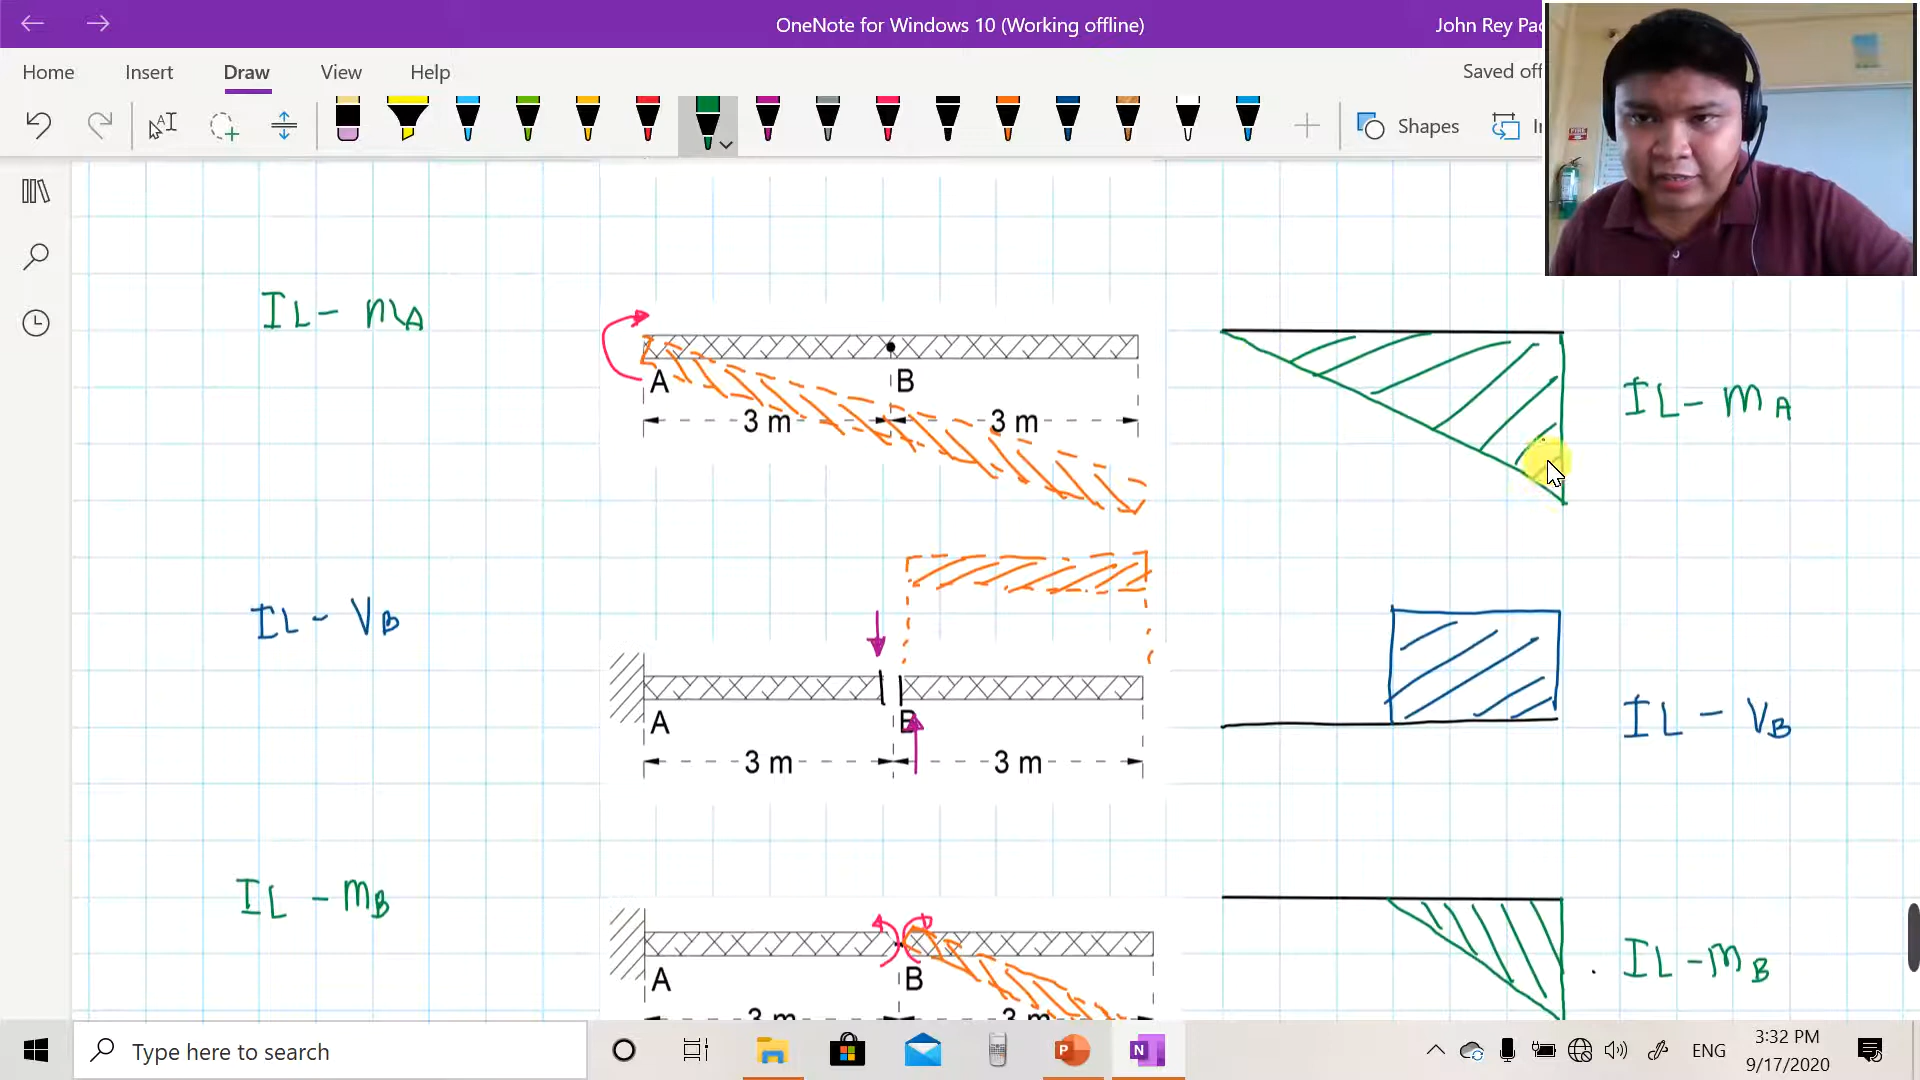 OneNote for Windows 10 (Working offline)
John Rey
Home Insert Draw View Help
Saved
Shapes
IL - MA
A B
3 m 3 m
IL - MA
IL - VB
A B
3 m 3 m
IL - VB
IL - MB
A B
3 m 3 m
IL - MB
Type here to search
ENG
3:32 PM
9/17/2020